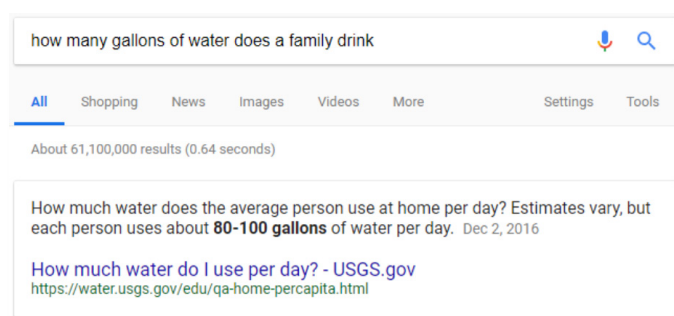 how many gallons of water does a family drink
All Shopping News Images Videos More Settings Tools
About 61,100,000 results (0.64 seconds)
How much water does the average person use at home per day? Estimates vary, but
each person uses about 80-100 gallons of water per day. Dec 2, 2016
How much water do I use per day? - USGS.gov
https://water.usgs.gov/edu/qa-home-percapita.html